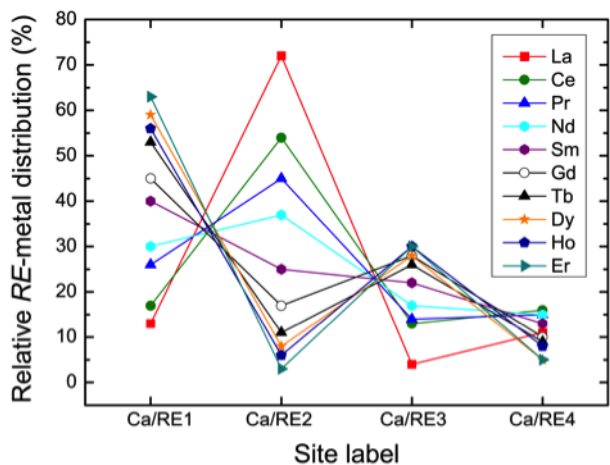 Relative RE-metal distribution (%)
80
70
60
50
40
30
20
10
0
La
Ce
Pr
Nd
Sm
Gd
Tb
Dy
Ho
Er
Ca/RE1 Ca/RE2 Ca/RE3 Ca/RE4
Site label